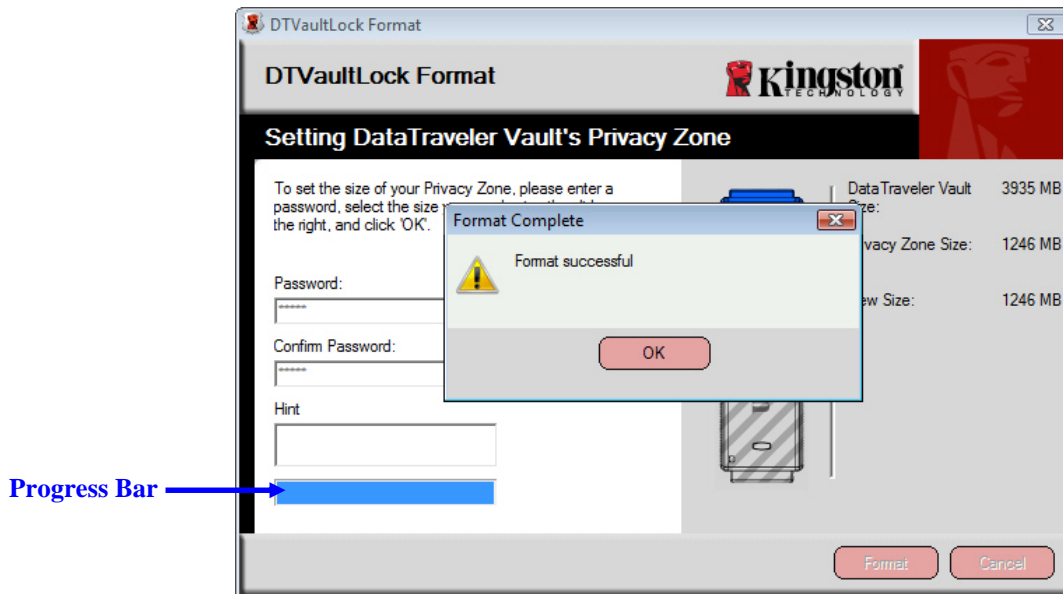 DTVaultLock Format
DTVaultLock Format
Kingston
TECHNOLOGY
Setting DataTraveler Vault's Privacy Zone
To set the size of your Privacy Zone, please enter a
password, select the size
the right, and click 'OK'.
Password:
*****
Confirm Password:
*****
Hint
Progress Bar
Format Complete
Format successful
OK
DataTraveler Vault 3935 MB
Size:
Privacy Zone Size: 1246 MB
New Size: 1246 MB
Format
Cancel